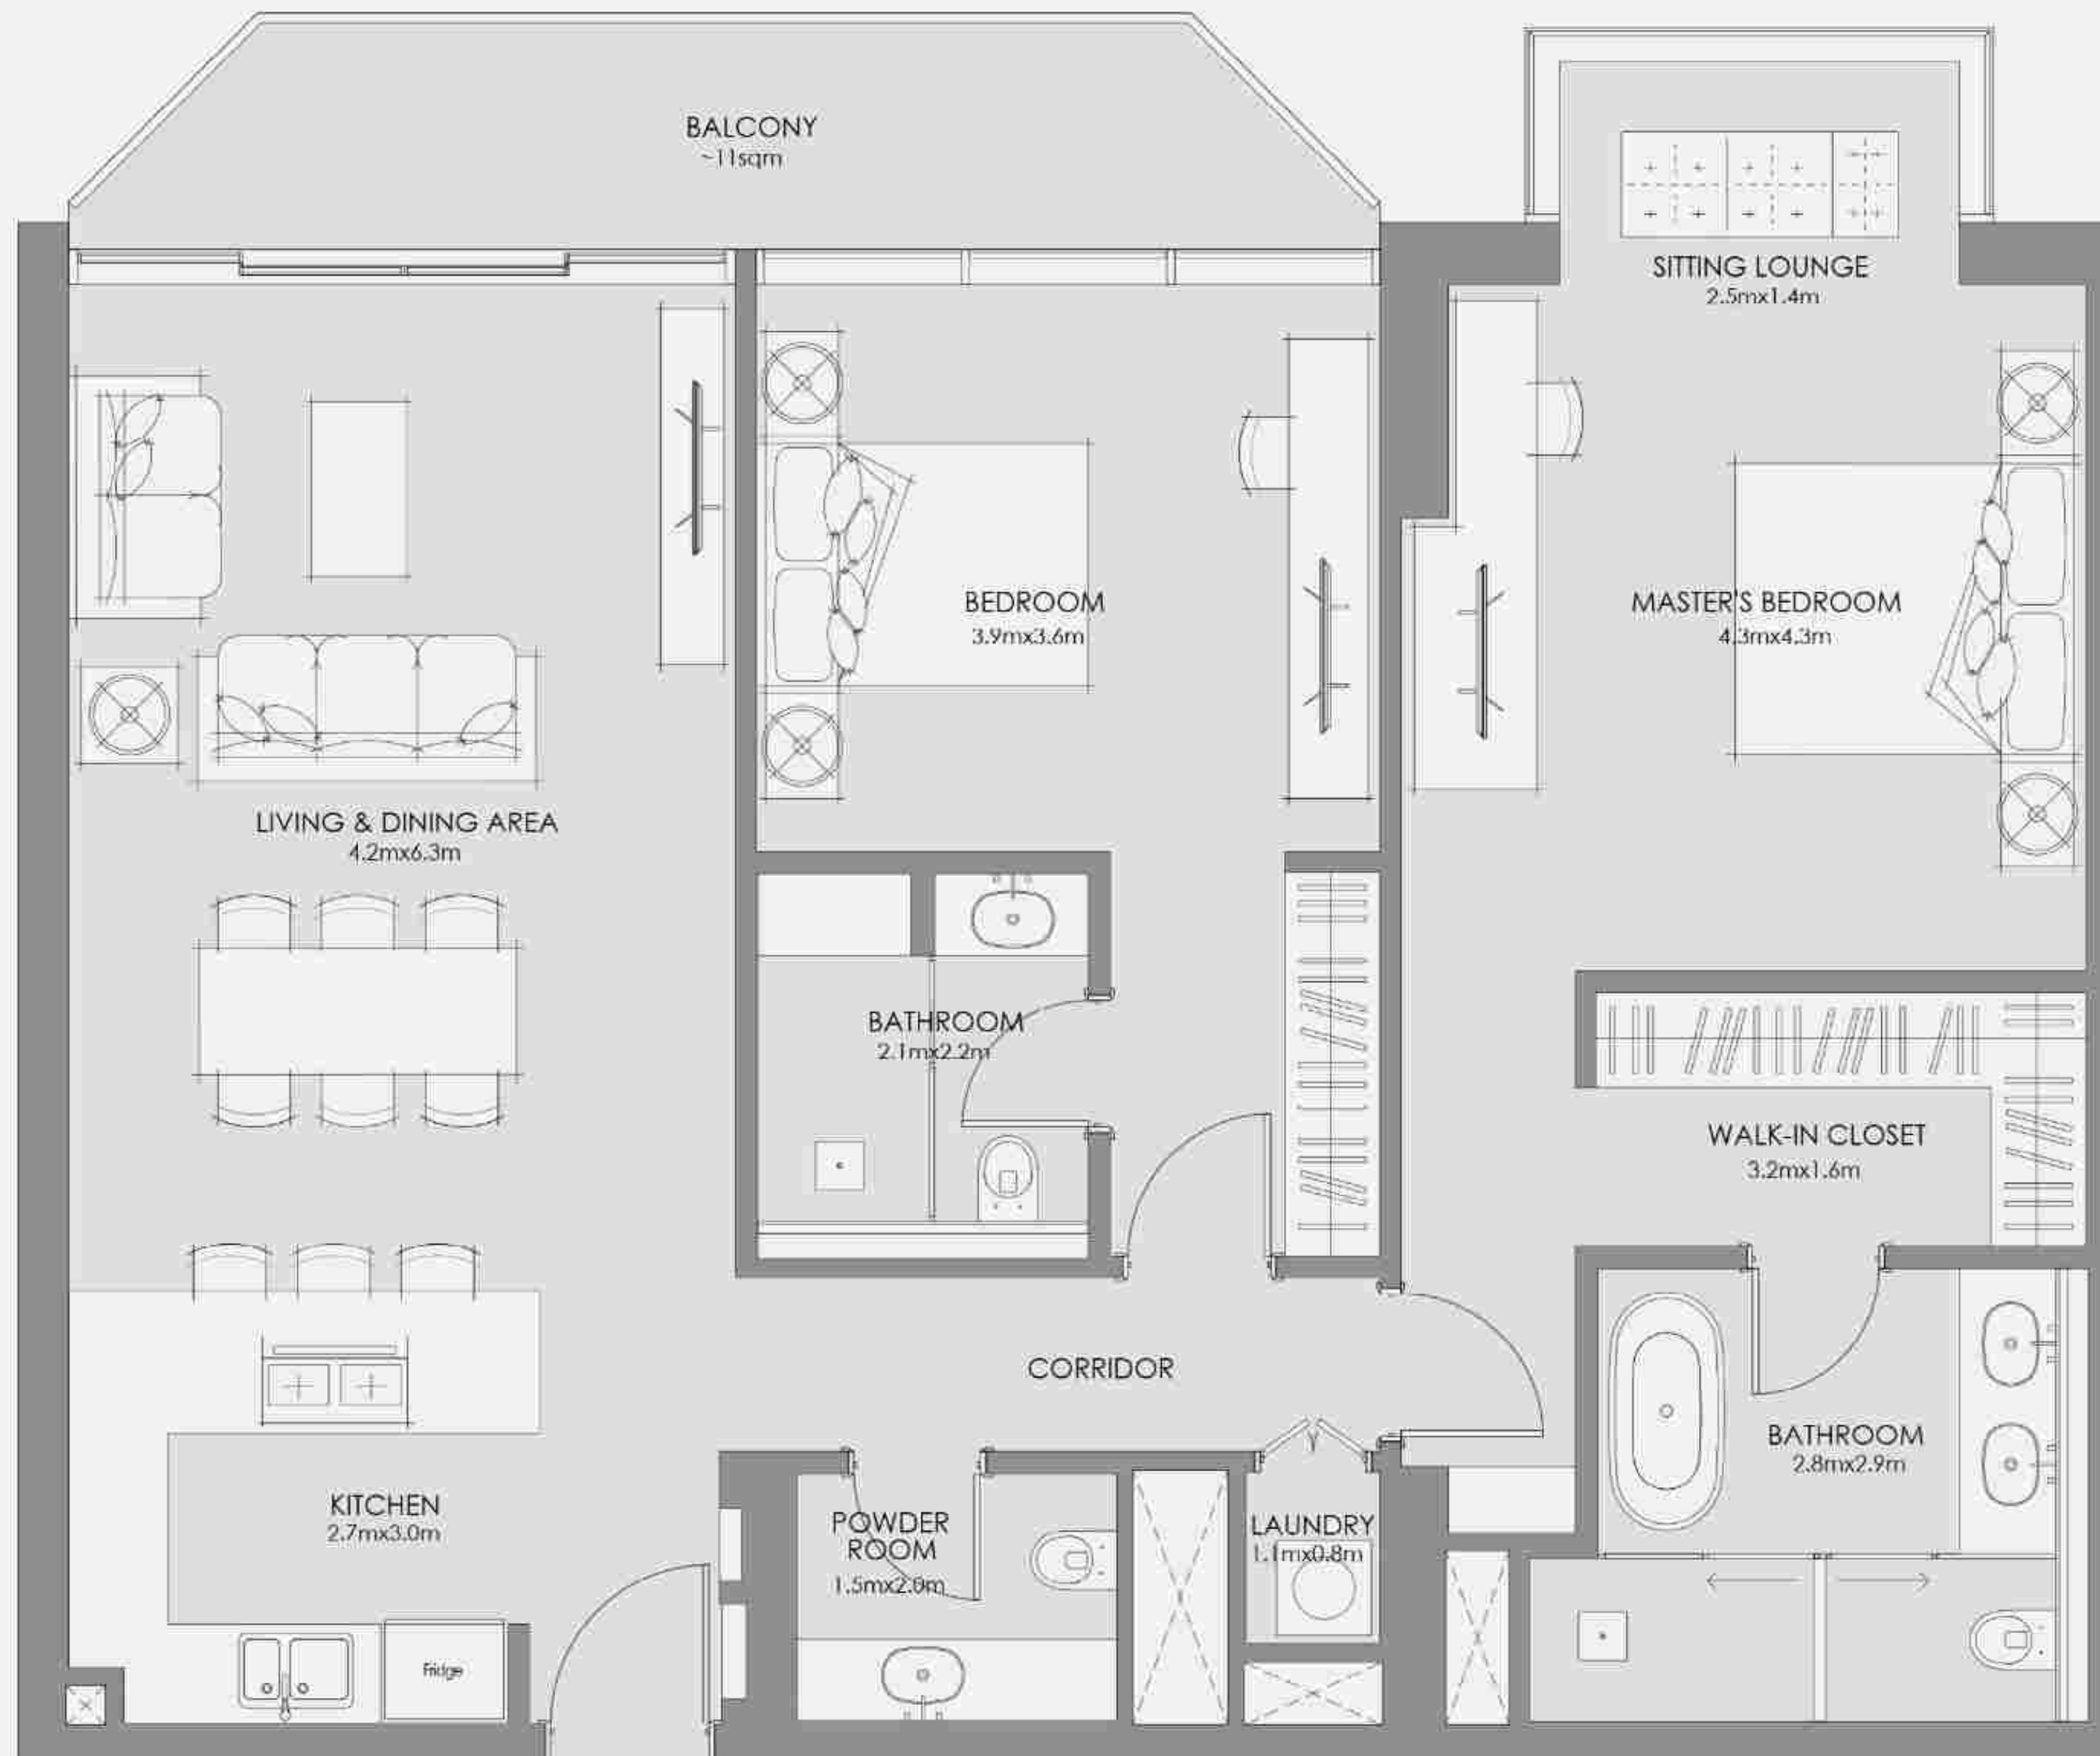 BALCONY
~11sqm
SITTING LOUNGE
2.5mx1.4m
BEDROOM
3.9mx3.6m
MASTER'S BEDROOM
4.3mx4.3m
LIVING & DINING AREA
4.2mx6.3m
BATHROOM
2.1mx2.2m
WALK-IN CLOSET
3.2mx1.6m
CORRIDOR
BATHROOM
2.8mx2.9m
KITCHEN
2.7mx3.0m
POWDER
ROOM
1.5mx2.0m
LAUNDRY
1.1mx0.8m
Fridge